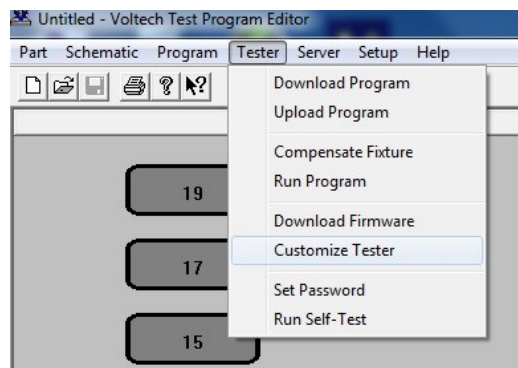 Untitled - Voltech Test Program Editor
Part Schematic Program Tester Server Setup Help
Download Program
Upload Program
Compensate Fixture
Run Program
Download Firmware
Customize Tester
Set Password
Run Self-Test
19
17
15